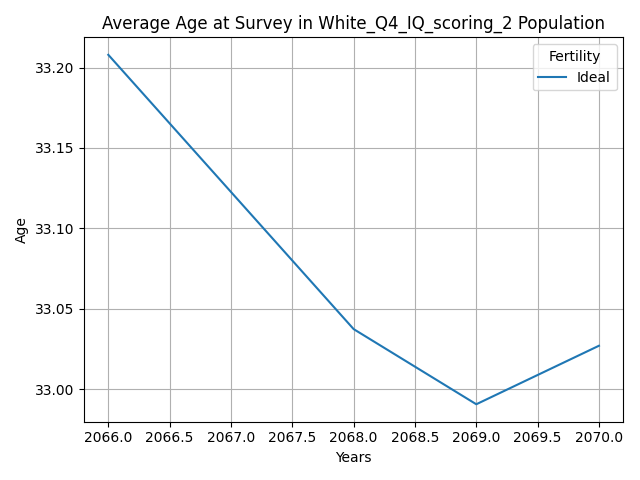 Average Age at Survey in White_Q4_IQ_scoring_2 Population
Fertility
Ideal
33.20
33.15
33.10
33.05
33.00
Age
2066.0 2066.5 2067.0 2067.5 2068.0 2068.5 2069.0 2069.5 2070.0
Years